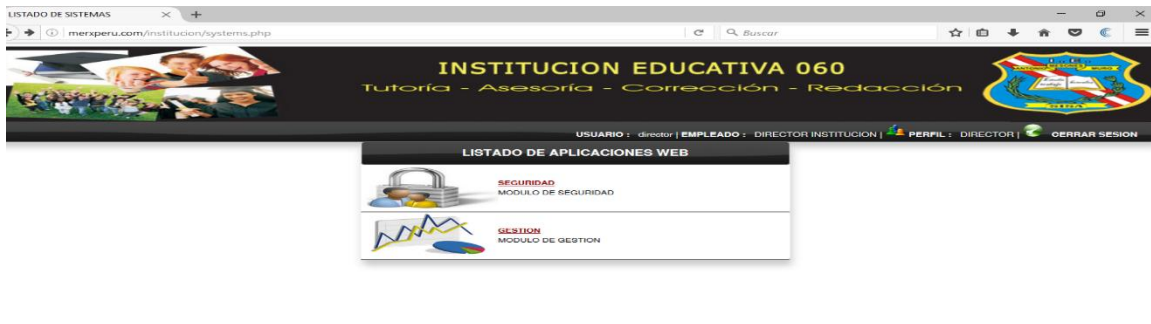 LISTADO DE SISTEMAS
merxperu.com/institucion/systems.php
Buscar
INSTITUCION EDUCATIVA 060
Tutoría - Asesoría - Corrección - Redacción
SISA
USUARIO : director | EMPLEADO : DIRECTOR INSTITUCION | PERFIL : DIRECTOR | CERRAR SESION
LISTADO DE APLICACIONES WEB
SEGURIDAD
MODULO DE SEGURIDAD
GESTION
MODULO DE GESTION